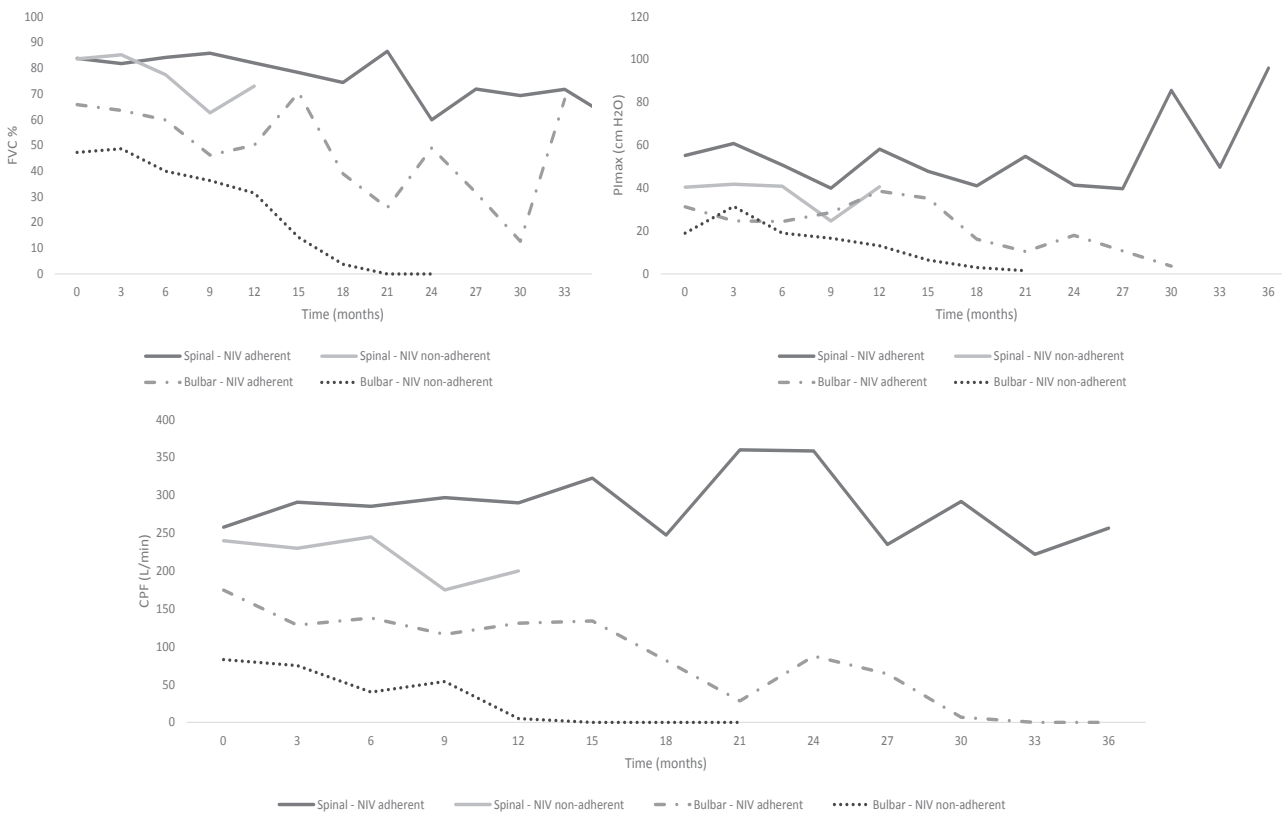 100
90
80
70
60
50
40
30
20
10
0
FVC %
0 3 6 9 12 15 18 21 24 27 30 33
Time (months)
Spinal - NIV adherent Spinal - NIV non-adherent
Bulbar - NIV adherent Bulbar - NIV non-adherent
120
100
80
60
40
20
0
PImax (cm H2O)
0 3 6 9 12 15 18 21 24 27 30 33 36
Time (months)
Spinal - NIV adherent Spinal - NIV non-adherent
Bulbar - NIV adherent Bulbar - NIV non-adherent
400
350
300
250
200
150
100
50
0
CPF (L/min)
0 3 6 9 12 15 18 21 24 27 30 33 36
Time (months)
Spinal - NIV adherent Spinal - NIV non-adherent Bulbar - NIV adherent Bulbar - NIV non-adherent